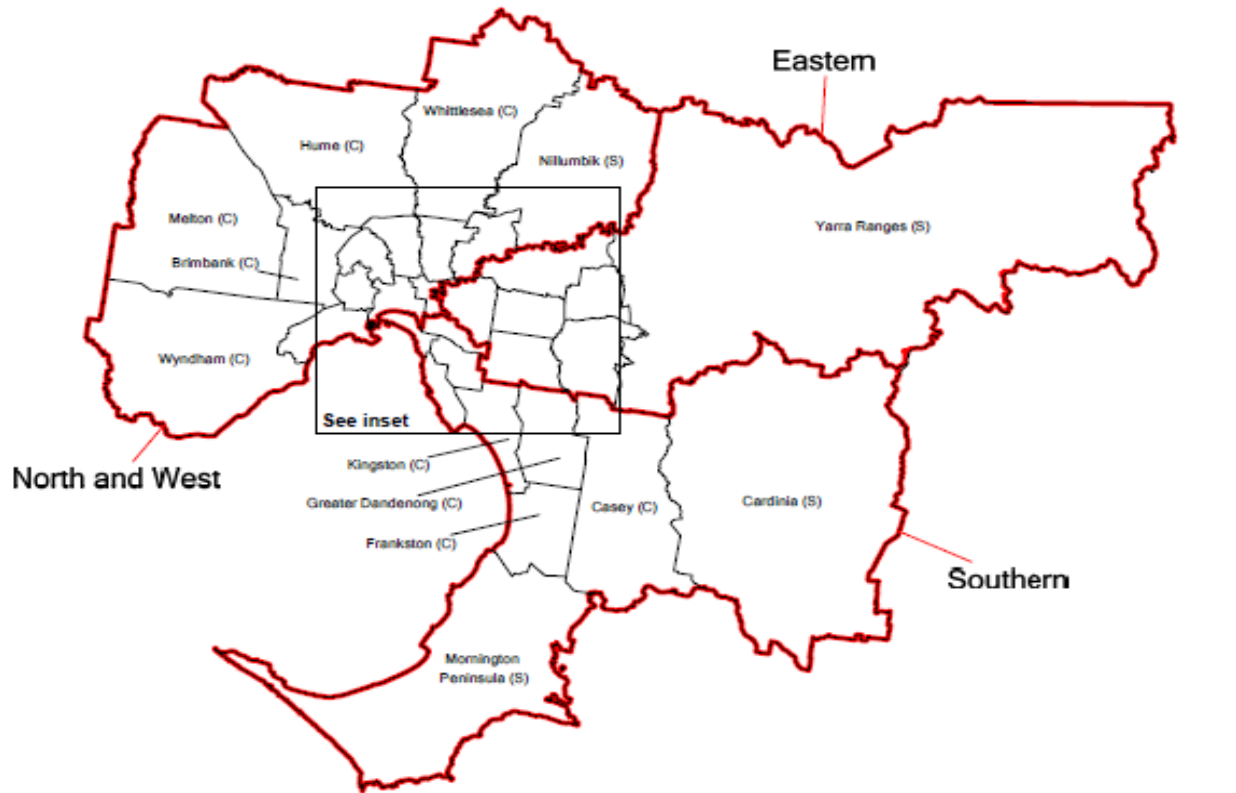 Eastern
Whittlesea (C)
Hume (C)
Nillumbik (S)
Melton (C)
Yarra Ranges (S)
Brimbank (C)
Wyndham (C)
See inset
North and West
Kingston (C)
Greater Dandenong (C)
Casey (C)
Cardinia (S)
Frankston (C)
Southern
Mornington
Peninsula (S)